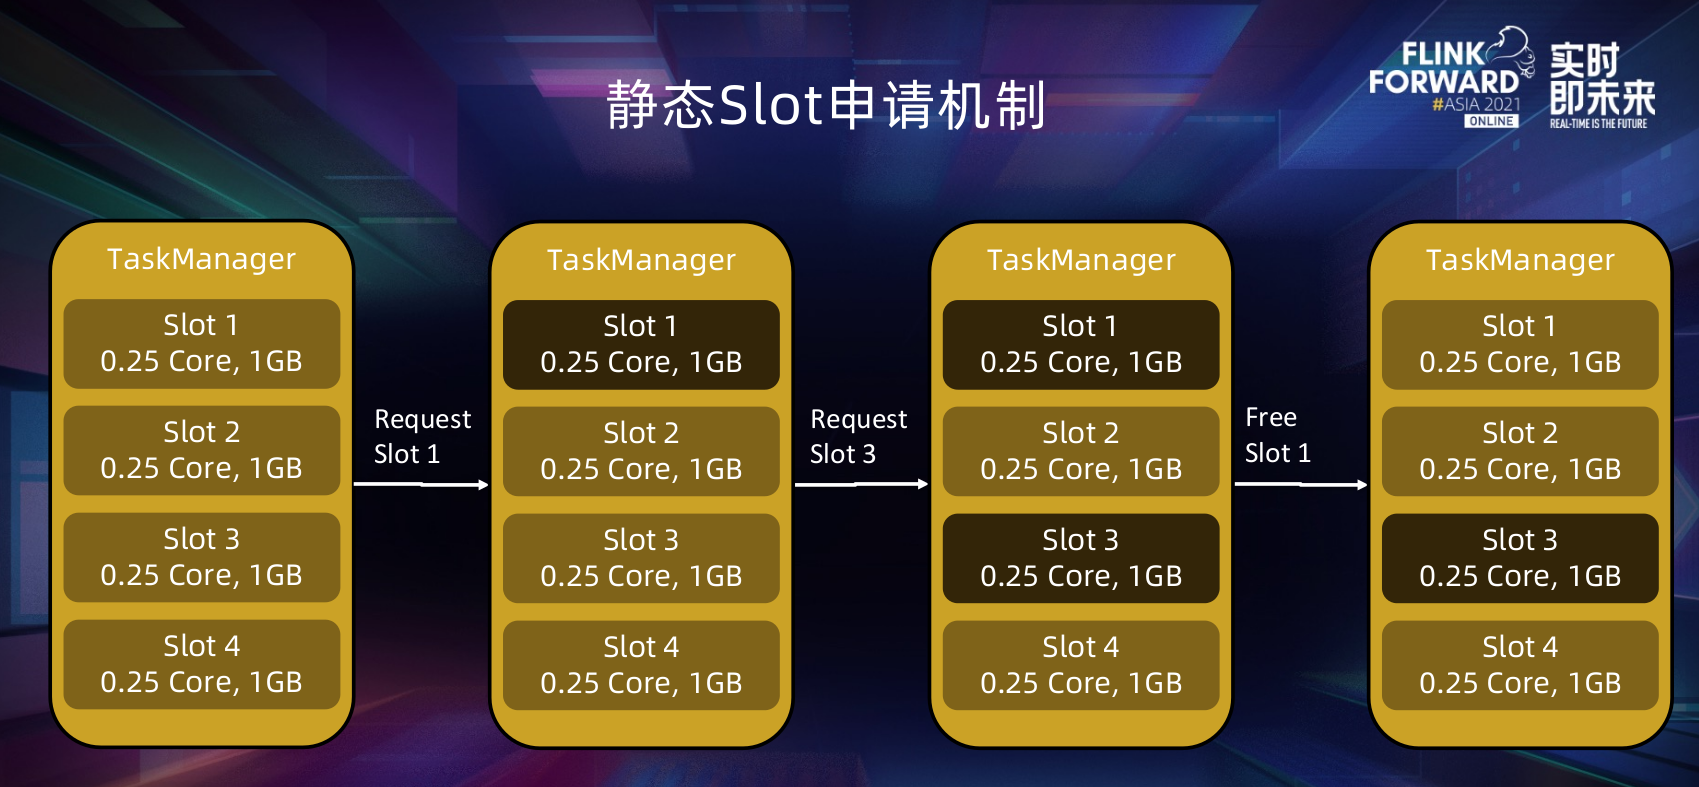 静态Slot申请机制
FLINK
FORWARD
#ASIA 2021
ONLINE
实时
即未来
REAL-TIME IS THE FUTURE
TaskManager
Slot 1
0.25 Core, 1GB
Slot 2
0.25 Core, 1GB
Slot 3
0.25 Core, 1GB
Slot 4
0.25 Core, 1GB
Request
Slot 1
TaskManager
Slot 1
0.25 Core, 1GB
Slot 2
0.25 Core, 1GB
Slot 3
0.25 Core, 1GB
Slot 4
0.25 Core, 1GB
Request
Slot 3
TaskManager
Slot 1
0.25 Core, 1GB
Slot 2
0.25 Core, 1GB
Slot 3
0.25 Core, 1GB
Slot 4
0.25 Core, 1GB
Free
Slot 1
TaskManager
Slot 1
0.25 Core, 1GB
Slot 2
0.25 Core, 1GB
Slot 3
0.25 Core, 1GB
Slot 4
0.25 Core, 1GB